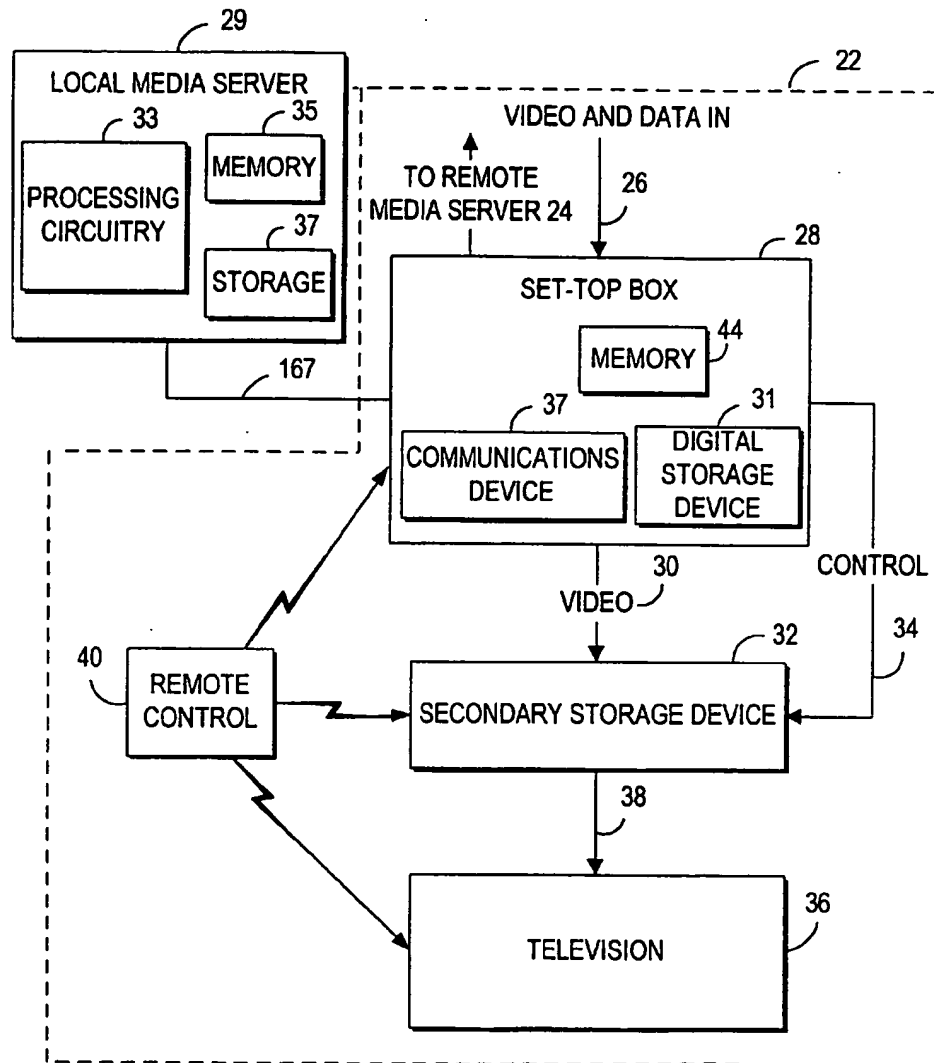 29
LOCAL MEDIA SERVER
33
35
PROCESSING
CIRCUITRY
MEMORY
37
STORAGE
22
VIDEO AND DATA IN
TO REMOTE
MEDIA SERVER 24
26
28
SET-TOP BOX
MEMORY
44
167
37
COMMUNICATIONS
DEVICE
31
DIGITAL
STORAGE
DEVICE
CONTROL
VIDEO
30
32
34
40
REMOTE
CONTROL
SECONDARY STORAGE DEVICE
38
36
TELEVISION